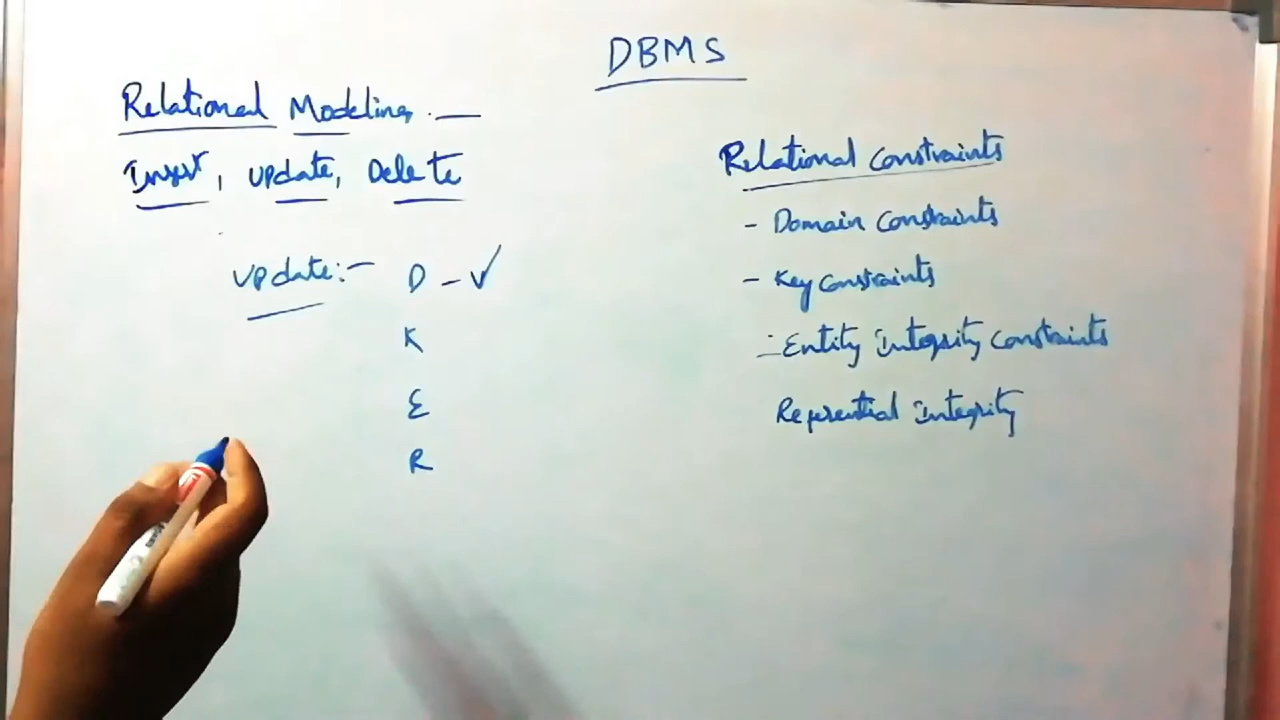 DBMS
Relational Modeling
Insert, update, Delete
update:- D - ✓
K
E
R
Relational constraints
- Domain constraints
- Key constraints
- Entity Integrity constraints
Referential Integrity